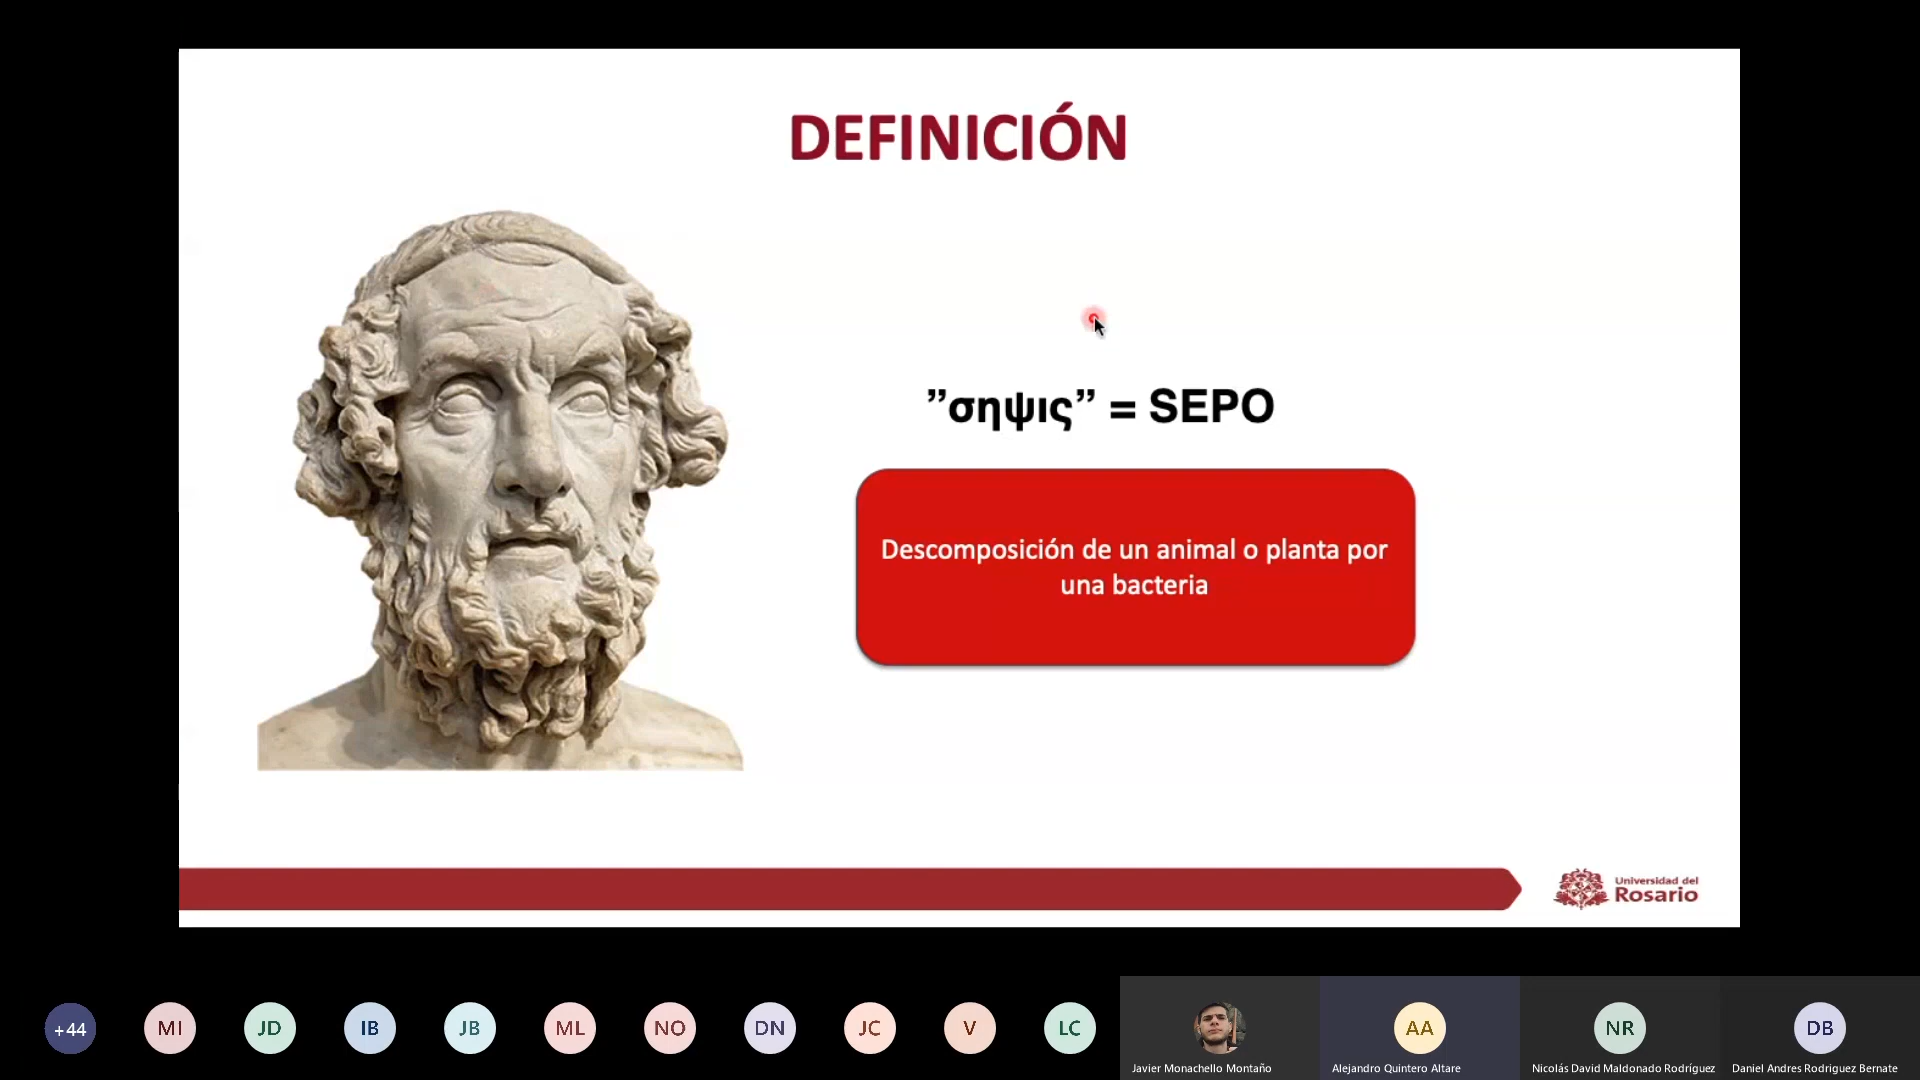 DEFINICIÓN
”σηψις” = SEPO
Descomposición de un animal o planta por
una bacteria
Universidad del
Rosario
+44
MI
JD
IB
JB
ML
NO
DN
JC
V
LC
AA
NR
DB
Javier Monachello Montaño
Alejandro Quintero Altare
Nicolás David Maldonado Rodríguez
Daniel Andres Rodriguez Bernate